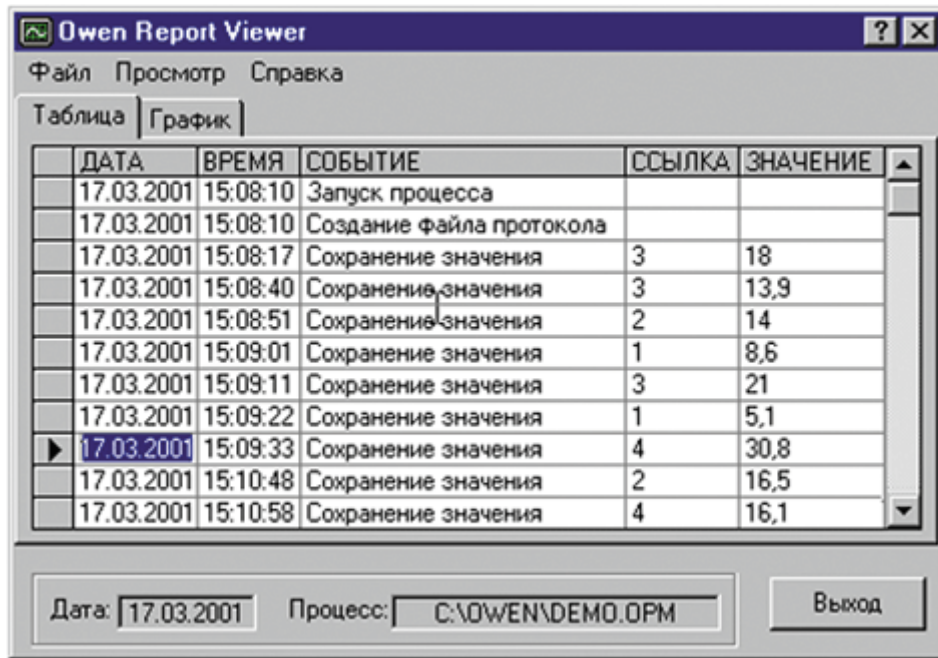 Owen Report Viewer
Файл Просмотр Справка
Таблица График
ДАТА ВРЕМЯ СОБЫТИЕ ССЫЛКА ЗНАЧЕНИЕ
17.03.2001 15:08:10 Запуск процесса
17.03.2001 15:08:10 Создание файла протокола
17.03.2001 15:08:17 Сохранение значения 3 18
17.03.2001 15:08:40 Сохранение значения 3 13,9
17.03.2001 15:08:51 Сохранение значения 2 14
17.03.2001 15:09:01 Сохранение значения 1 8,6
17.03.2001 15:09:11 Сохранение значения 3 21
17.03.2001 15:09:22 Сохранение значения 1 5,1
17.03.2001 15:09:33 Сохранение значения 4 30,8
17.03.2001 15:10:48 Сохранение значения 2 16,5
17.03.2001 15:10:58 Сохранение значения 4 16,1
Дата: 17.03.2001 Процесс: C:\OWEN\DEMO.OPM Выход